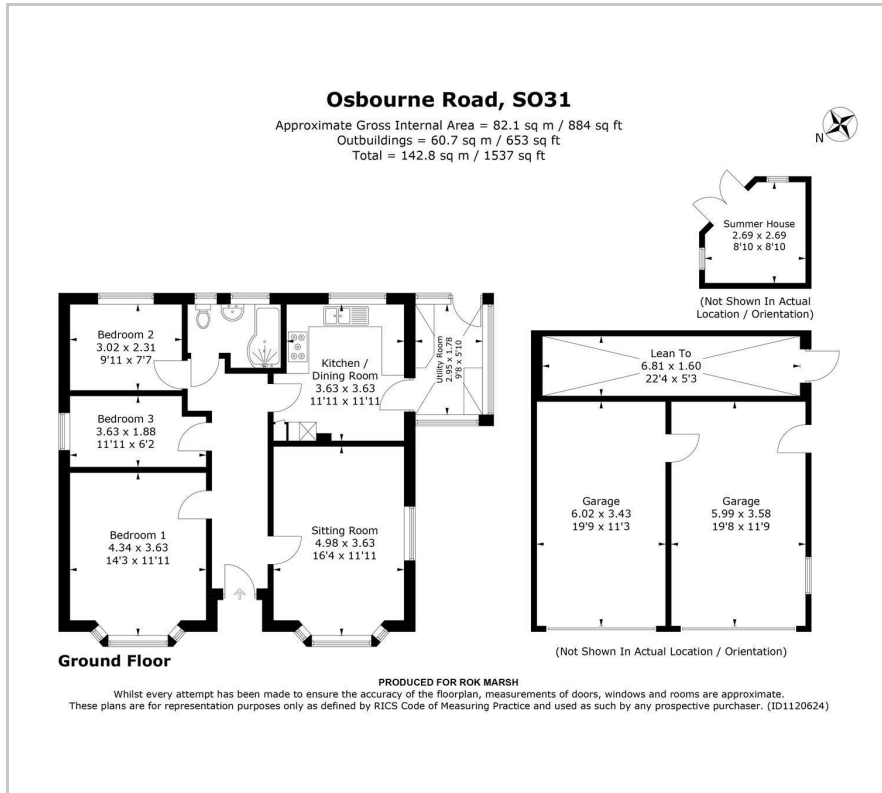 Osbourne Road, SO31
Approximate Gross Internal Area = 82.1 sq m / 884 sq ft
Outbuildings = 60.7 sq m / 653 sq ft
Total = 142.8 sq m / 1537 sq ft
N
Summer House
2.69 x 2.69
8'10 x 8'10
(Not Shown In Actual
Location / Orientation)
Bedroom 2
3.02 x 2.31
9'11 x 7'7
Kitchen /
Dining Room
3.63 x 3.63
11'11 x 11'11
Utility Room
2.95 x 1.78
9'8 x 5'10
Lean To
6.81 x 1.60
22'4 x 5'3
Bedroom 3
3.63 x 1.88
11'11 x 6'2
Bedroom 1
4.34 x 3.63
14'3 x 11'11
Sitting Room
4.98 x 3.63
16'4 x 11'11
Garage
6.02 x 3.43
19'9 x 11'3
Garage
5.99 x 3.58
19'8 x 11'9
(Not Shown In Actual Location / Orientation)
Ground Floor
PRODUCED FOR ROK MARSH
Whilst every attempt has been made to ensure the accuracy of the floorplan, measurements of doors, windows and rooms are approximate.
These plans are for representation purposes only as defined by RICS Code of Measuring Practice and used as such by any prospective purchaser. (ID1120624)